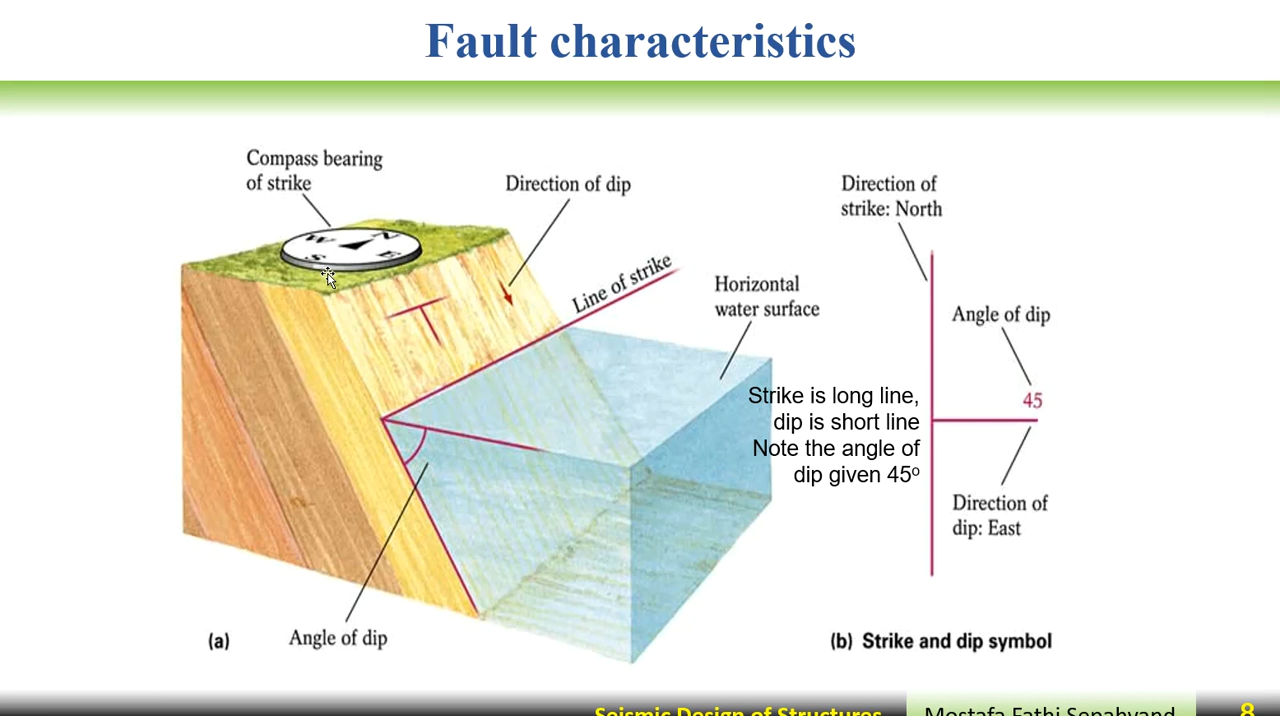 Fault characteristics
Compass bearing
of strike
Direction of dip
Direction of
strike: North
W
N
S
E
Line of strike
Horizontal
water surface
Angle of dip
45
Strike is long line,
dip is short line
Note the angle of
dip given 45º
Direction of
dip: East
(a)
Angle of dip
(b) Strike and dip symbol
Seismic Design of Structures
Mostafa Fathi Sepahvand
8